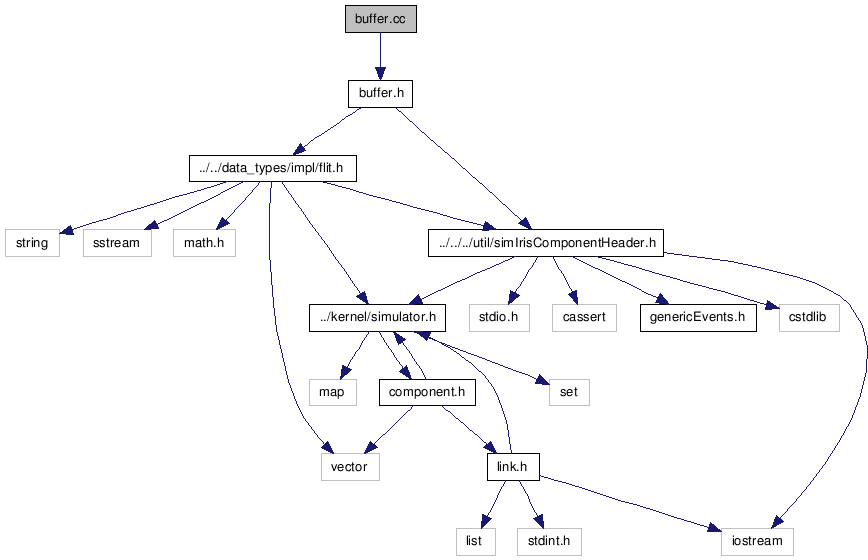 buffer.cc
buffer.h
../../data_types/impl/flit.h
string
sstream
math.h
../../../util/simIrisComponentHeader.h
../kernel/simulator.h
stdio.h
cassert
genericEvents.h
cstdlib
map
component.h
set
vector
link.h
list
stdint.h
iostream